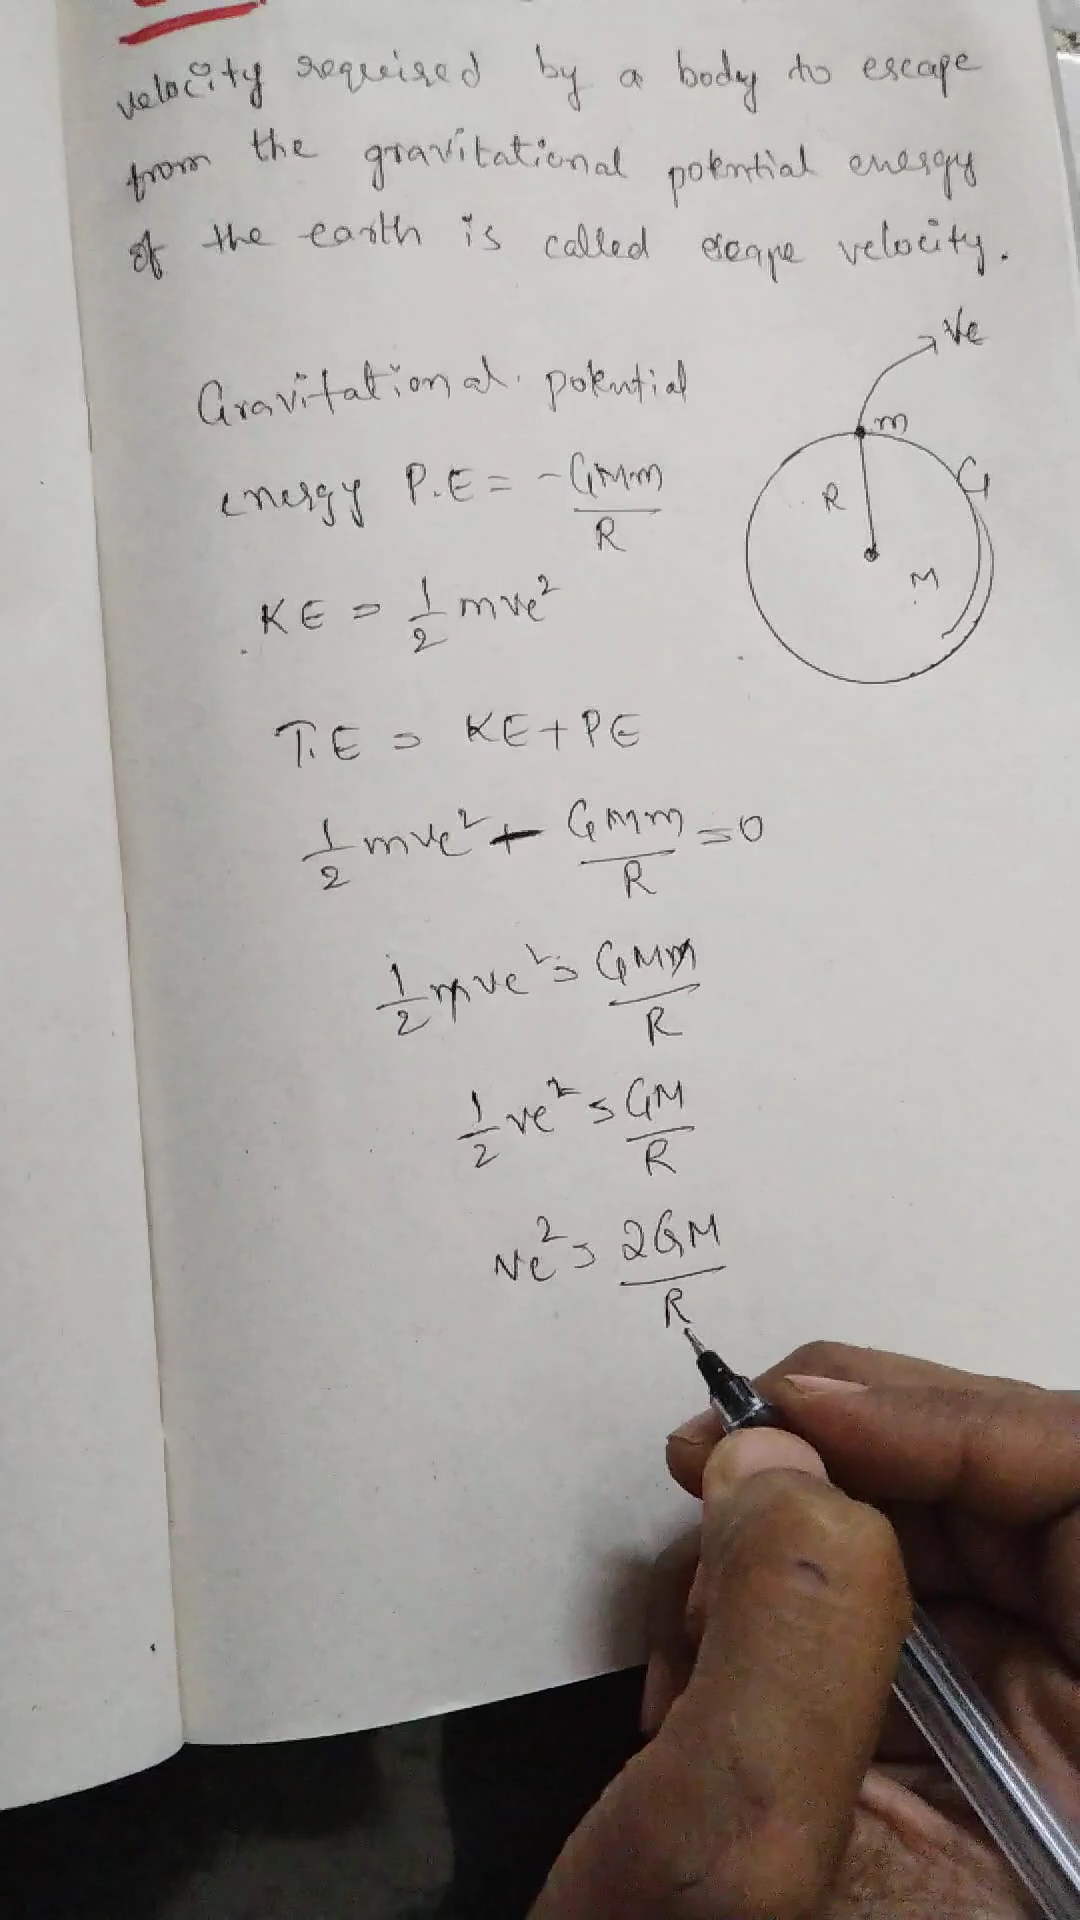 velocity required by a body to escape
from the gravitational potential energy
of the earth is called escape velocity.
Ve
Gravitational potential
m
energy P.E = -GMm/R
G
R
M
KE = 1/2 mve²
T.E = KE + PE
1/2 mve² - GMm/R = 0
1/2 mve² = GMm/R
1/2 ve² = GM/R
Ve² = 2GM/R